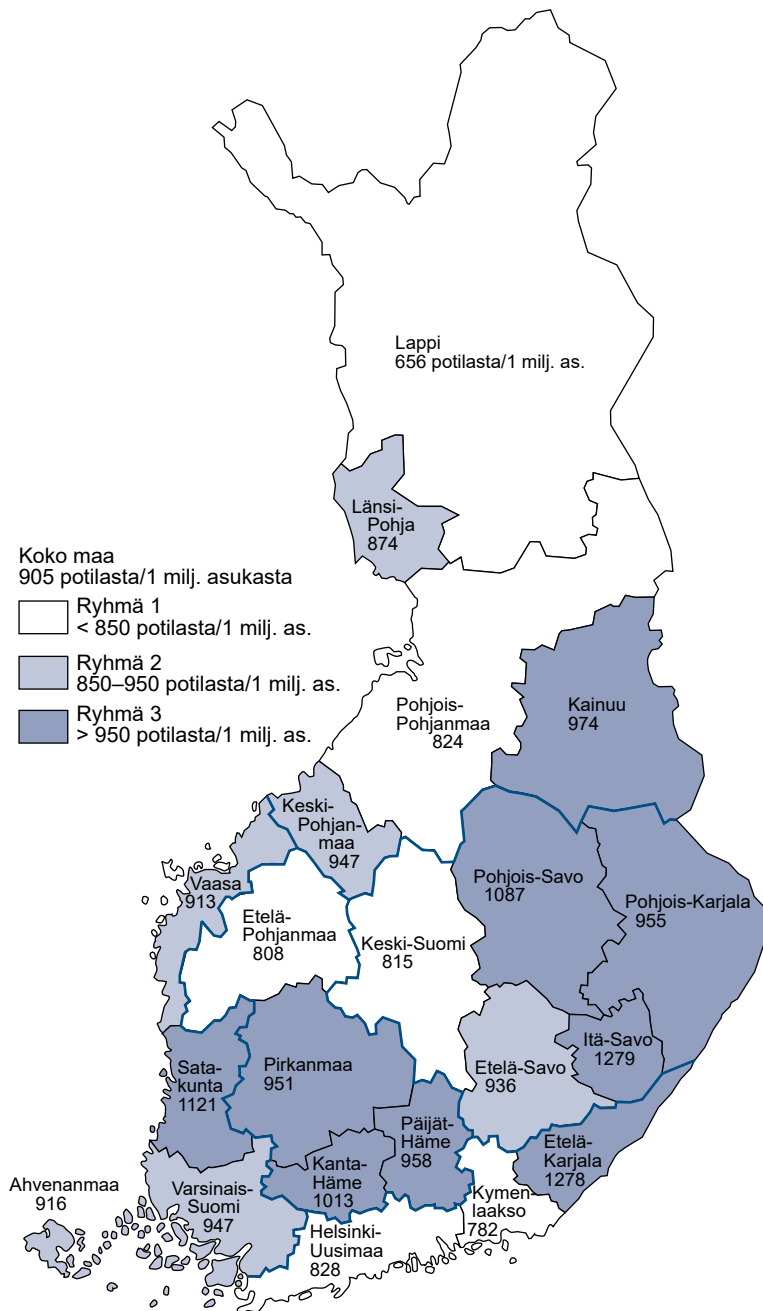 Lappi
656 potilasta/1 milj. as.
Länsi-
Pohja
874
Koko maa
905 potilasta/1 milj. asukasta
Ryhmä 1
< 850 potilasta/1 milj. as.
Ryhmä 2
850–950 potilasta/1 milj. as.
Ryhmä 3
> 950 potilasta/1 milj. as.
Pohjois-
Pohjanmaa
824
Kainuu
974
Keski-
Pohjan-
maa
947
Vaasa
913
Etelä-
Pohjanmaa
808
Keski-Suomi
815
Pohjois-Savo
1087
Pohjois-Karjala
955
Sata-
kunta
1121
Pirkanmaa
951
Etelä-Savo
936
Itä-Savo
1279
Päijät-
Häme
958
Kanta-
Häme
1013
Etelä-
Karjala
1278
Ahvenanmaa
916
Varsinais-
Suomi
947
Helsinki-
Uusimaa
828
Kymen-
laakso
782